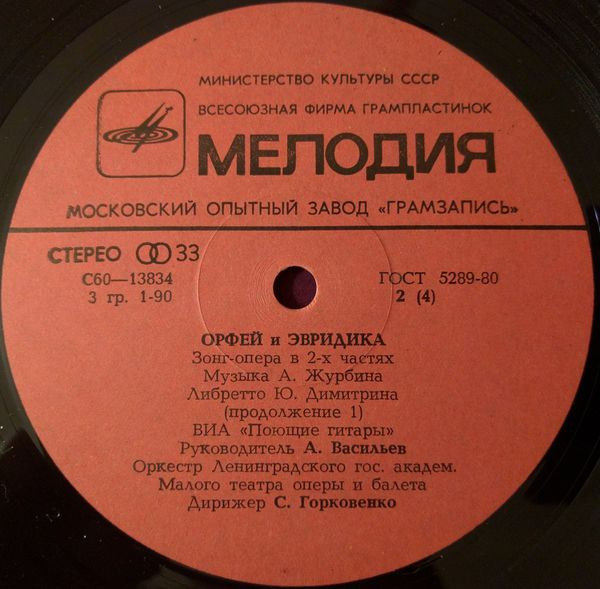 МИНИСТЕРСТВО КУЛЬТУРЫ СССР
ВСЕСОЮЗНАЯ ФИРМА ГРАМПЛАСТИНОК
МЕЛОДИЯ
МОСКОВСКИЙ ОПЫТНЫЙ ЗАВОД «ГРАМЗАПИСЬ»
СТЕРЕО 33
С60—13834 ГОСТ 5289-80
3 гр. 1-90 2 (4)
ОРФЕЙ и ЭВРИДИКА
Зонг-опера в 2-х частях
Музыка А. Журбина
Либретто Ю. Димитрина
(продолжение 1)
ВИА «Поющие гитары»
Руководитель А. Васильев
Оркестр Ленинградского гос. академ.
Малого театра оперы и балета
Дирижер С. Горковенко